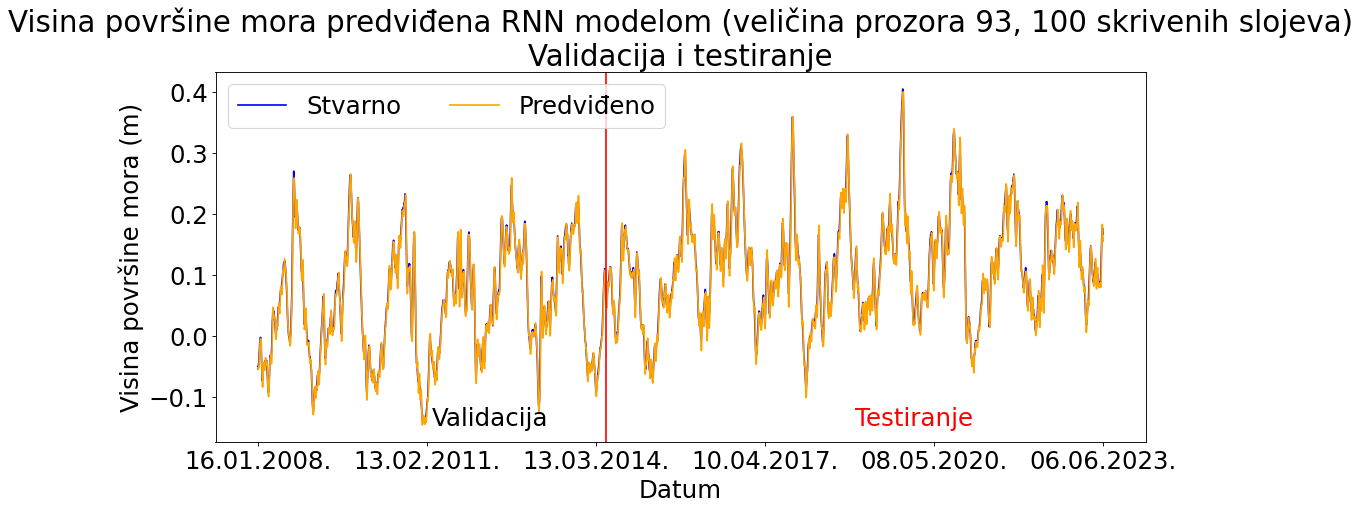 Visina površine mora predviđena RNN modelom (veličina prozora 93, 100 skrivenih slojeva)
Validacija i testiranje
Stvarno Predviđeno
Visina površine mora (m)
0.4
0.3
0.2
0.1
0.0
−0.1
Validacija Testiranje
16.01.2008. 13.02.2011. 13.03.2014. 10.04.2017. 08.05.2020. 06.06.2023.
Datum